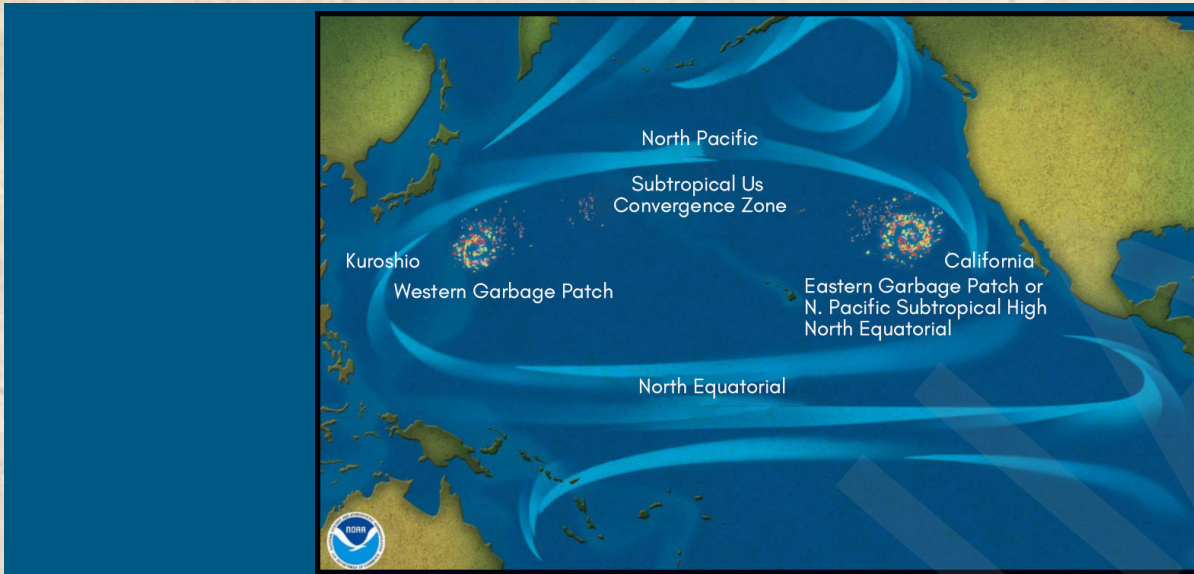 North Pacific
Subtropical Us
Convergence Zone
Kuroshio
California
Western Garbage Patch
Eastern Garbage Patch or
N. Pacific Subtropical High
North Equatorial
North Equatorial
NOAA